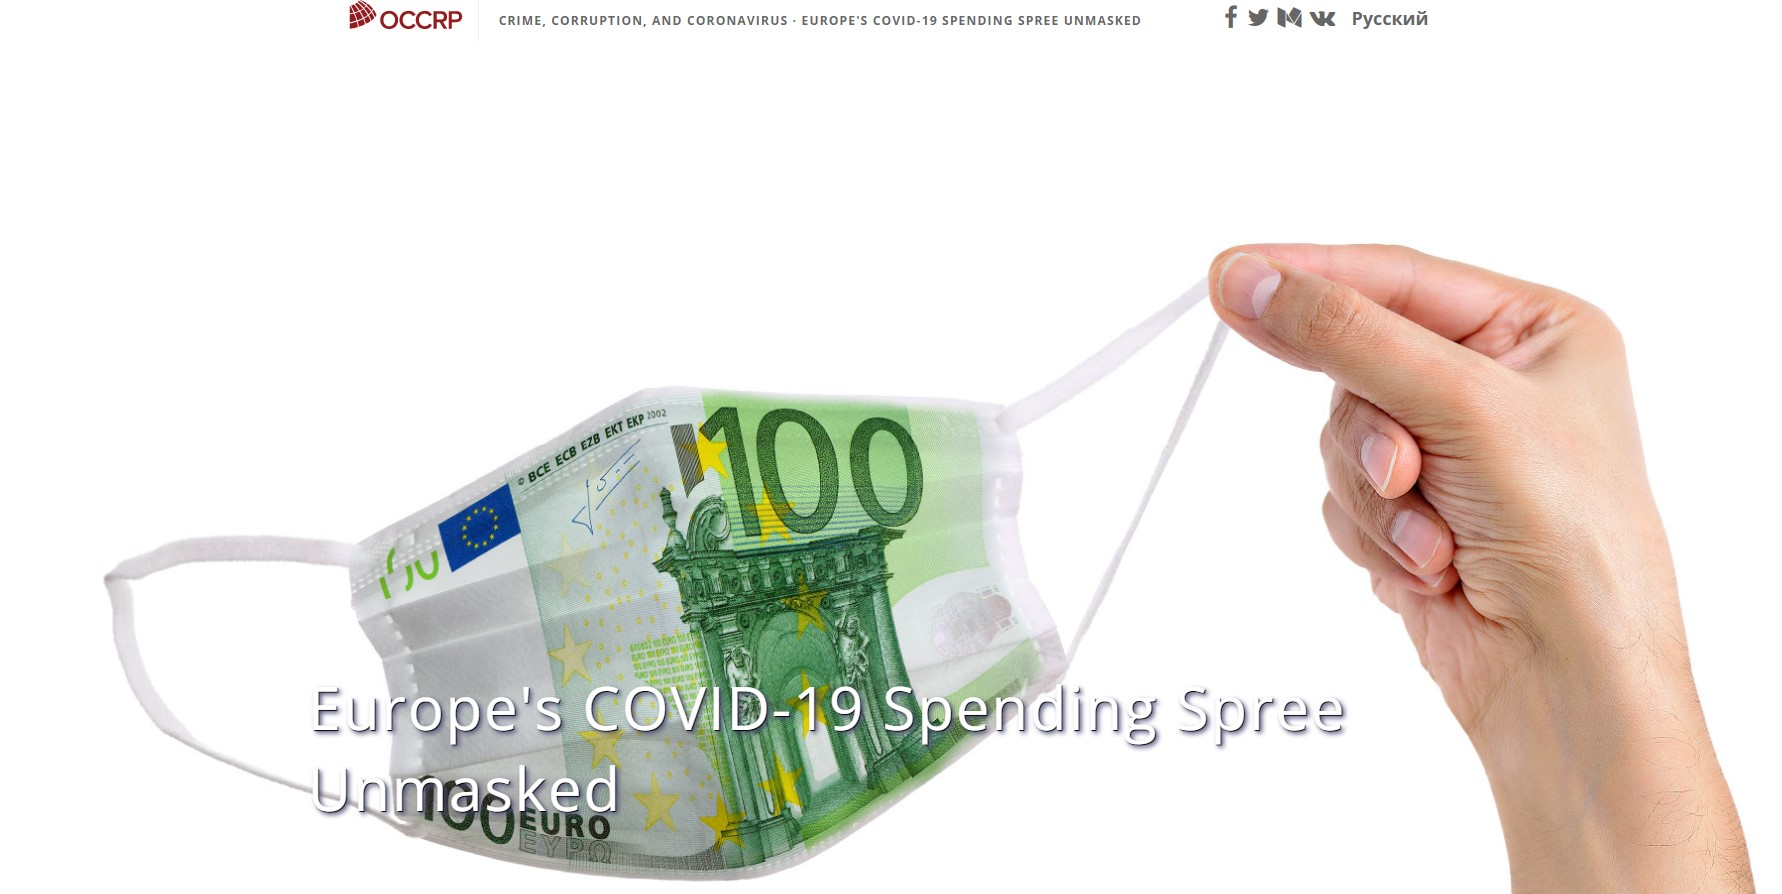 OCCRP
CRIME, CORRUPTION, AND CORONAVIRUS · EUROPE'S COVID-19 SPENDING SPREE UNMASKED
Русский
© BCE ECB EZB EKT EKP 2002
100
Europe's COVID-19 Spending Spree
Unmasked
100 EURO
ΕΥΡΩ